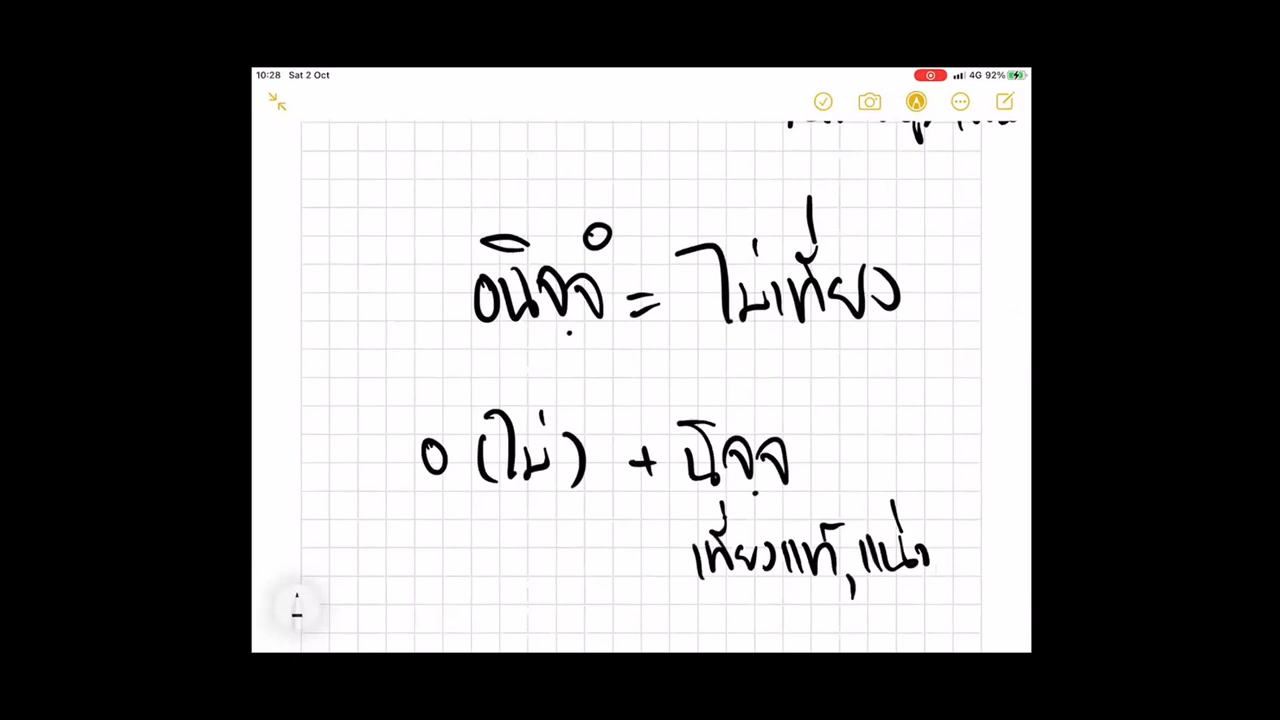 10:28 Sat 2 Oct 4G 92%
อนิจฺจํ = ไม่เที่ยง
อ (ไม่) + นิจฺจ
เที่ยงแท้, แน่